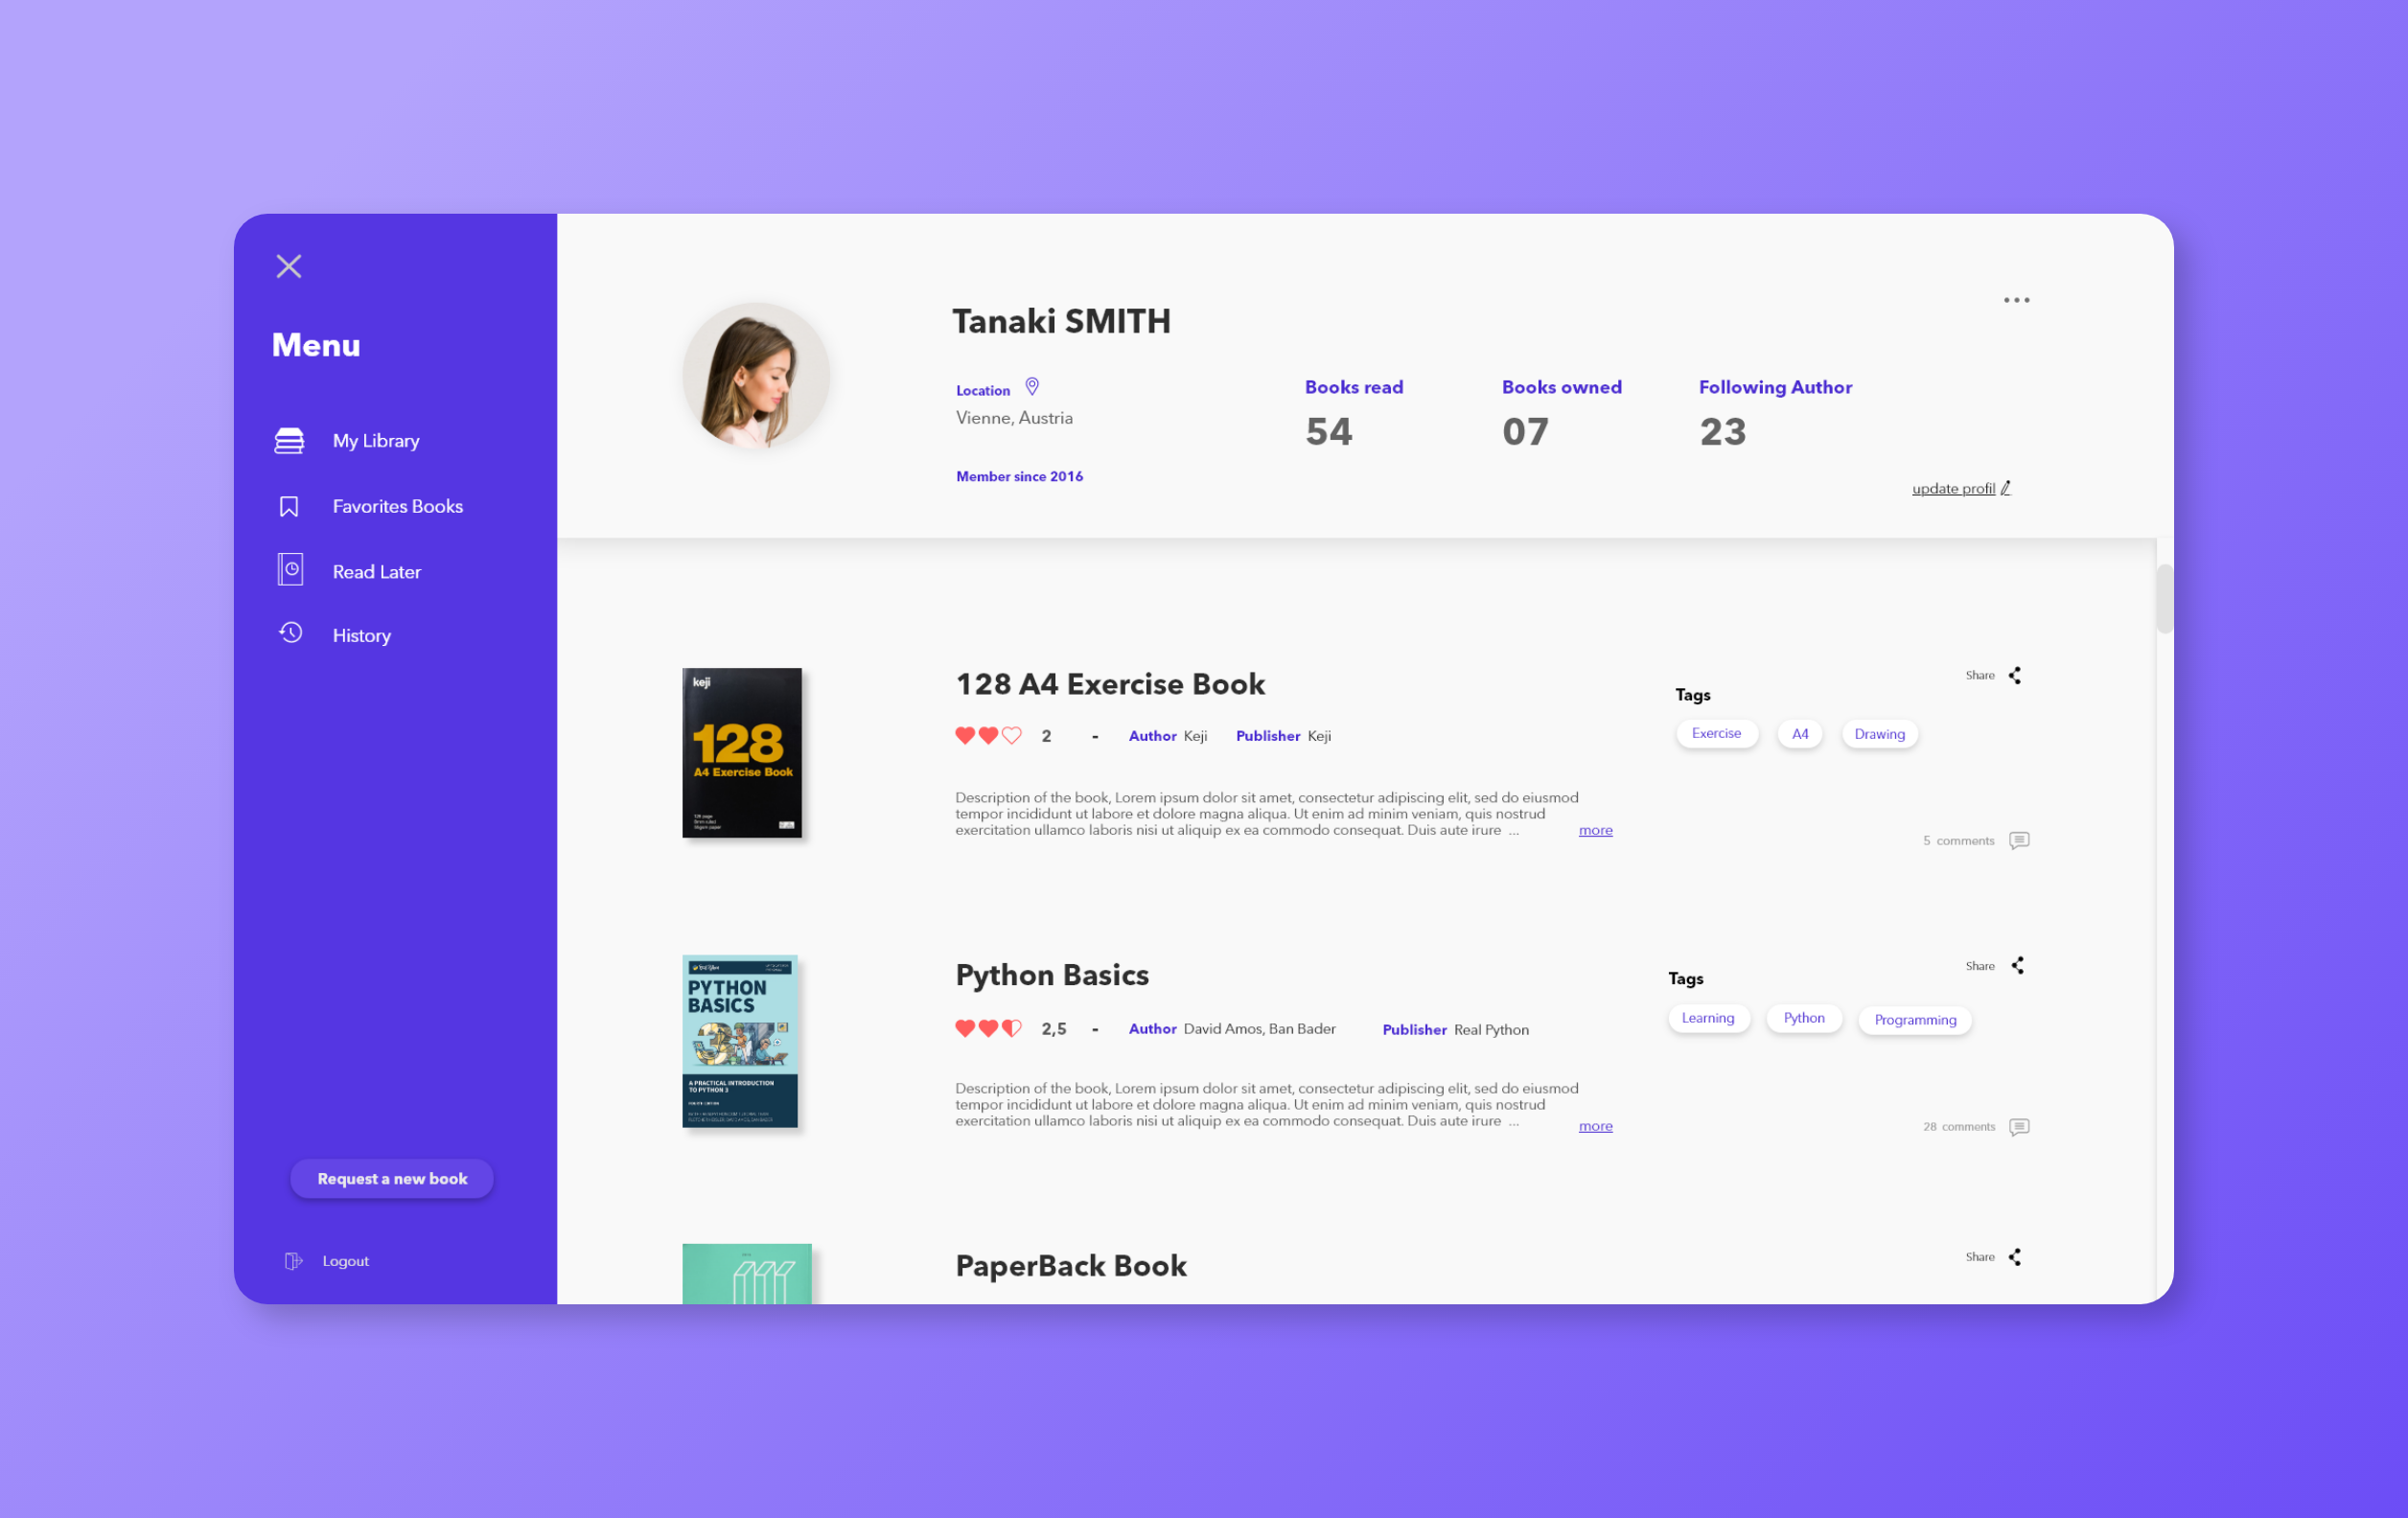 Menu
My Library
Favorites Books
Read Later
History
Request a new book
Logout
Tanaki SMITH
Location
Vienne, Austria
Member since 2016
Books read
54
Books owned
07
Following Author
23
update profil
keji
128
A4 Exercise Book
128 A4 Exercise Book
2 - Author Keji Publisher Keji
Description of the book, Lorem ipsum dolor sit amet, consectetur adipiscing elit, sed do eiusmod
tempor incididunt ut labore et dolore magna aliqua. Ut enim ad minim veniam, quis nostrud
exercitation ullamco laboris nisi ut aliquip ex ea commodo consequat. Duis aute irure ...
more
Tags
Exercise A4 Drawing
Share
5 comments
PYTHON
BASICS
A PRACTICAL INTRODUCTION
TO PYTHON 3
Python Basics
2,5 - Author David Amos, Ban Bader Publisher Real Python
Description of the book, Lorem ipsum dolor sit amet, consectetur adipiscing elit, sed do eiusmod
tempor incididunt ut labore et dolore magna aliqua. Ut enim ad minim veniam, quis nostrud
exercitation ullamco laboris nisi ut aliquip ex ea commodo consequat. Duis aute irure ...
more
Tags
Learning Python Programming
Share
28 comments
PaperBack Book
Share